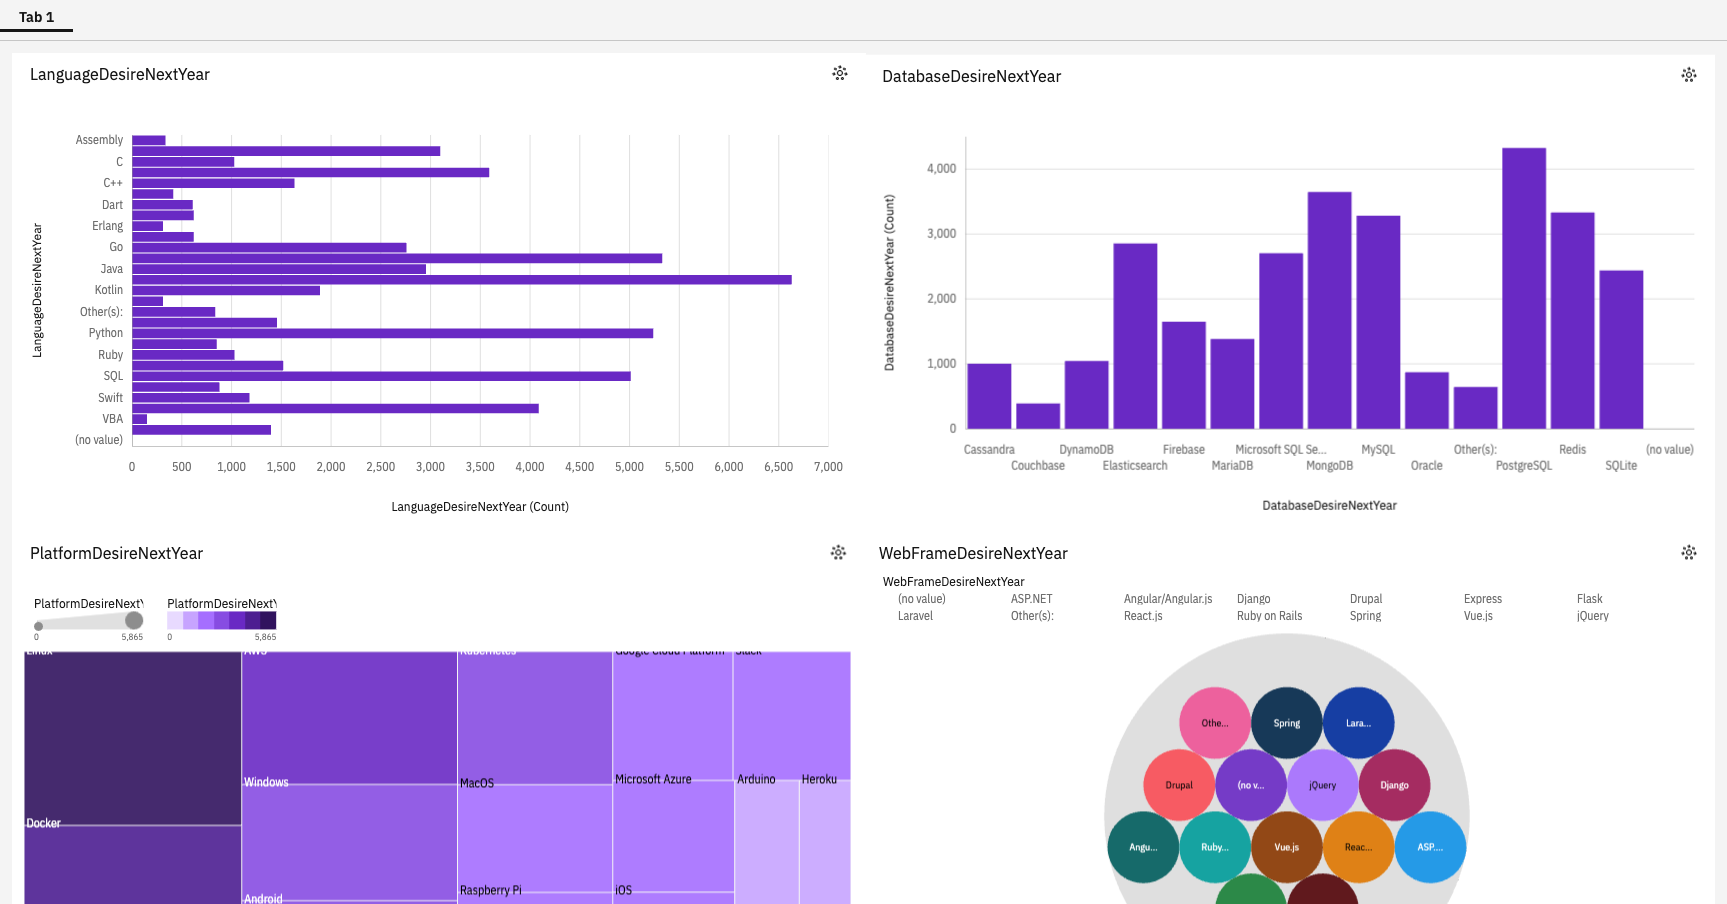 Tab 1
LanguageDesireNextYear
Assembly
C
C++
Dart
Erlang
Go
Java
Kotlin
Other(s):
Python
Ruby
SQL
Swift
VBA
(no value)
LanguageDesireNextYear
0 500 1,000 1,500 2,000 2,500 3,000 3,500 4,000 4,500 5,000 5,500 6,000 6,500 7,000
LanguageDesireNextYear (Count)
DatabaseDesireNextYear
DatabaseDesireNextYear (Count)
4,000
3,000
2,000
1,000
0
Cassandra DynamoDB Firebase Microsoft SQL Se... MySQL Other(s): Redis (no value)
Couchbase Elasticsearch MariaDB MongoDB Oracle PostgreSQL SQLite
DatabaseDesireNextYear
PlatformDesireNextYear
PlatformDesireNextY PlatformDesireNextY
0 5,865 0 5,865
Linux AWS Kubernetes Google Cloud Platform Slack
Windows MacOS Microsoft Azure Arduino Heroku
Docker
Android Raspberry Pi iOS
WebFrameDesireNextYear
WebFrameDesireNextYear
(no value) ASP.NET Angular/Angular.js Django Drupal Express Flask
Laravel Other(s): React.js Ruby on Rails Spring Vue.js jQuery
Othe... Spring Lara...
Drupal (no v... jQuery Django
Angu... Ruby... Vue.js Reac... ASP....